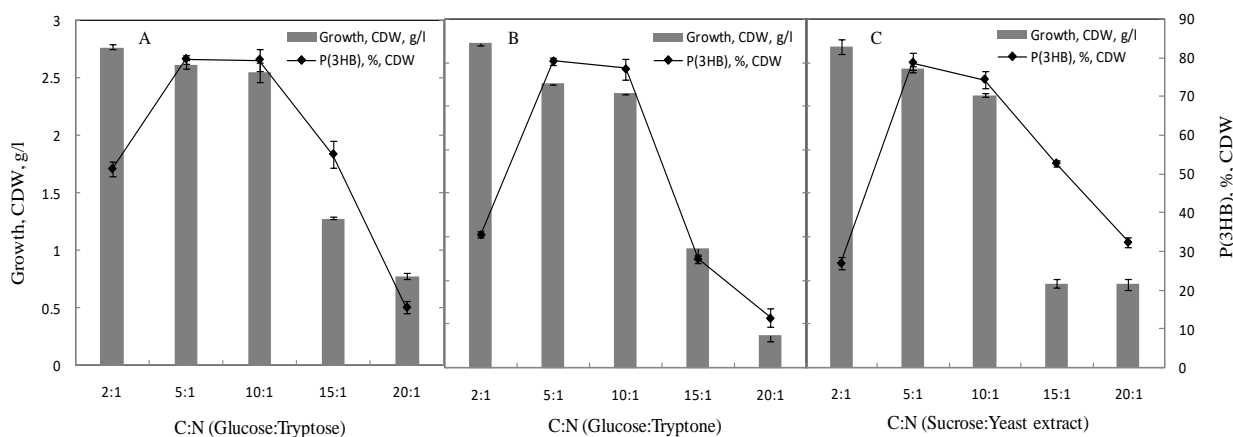 3
2.5
2
1.5
1
0.5
0
Growth, CDW, g/l
A
Growth, CDW, g/l
P(3HB), %, CDW
2:1 5:1 10:1 15:1 20:1
C:N (Glucose:Tryptose)
B
Growth, CDW, g/l
P(3HB), % CDW
2:1 5:1 10:1 15:1 20:1
C:N (Glucose:Tryptone)
C
Growth, CDW, g/l
P(3HB), % CDW
2:1 5:1 10:1 15:1 20:1
C:N (Sucrose:Yeast extract)
90
80
70
60
50
40
30
20
10
0
P(3HB), %, CDW